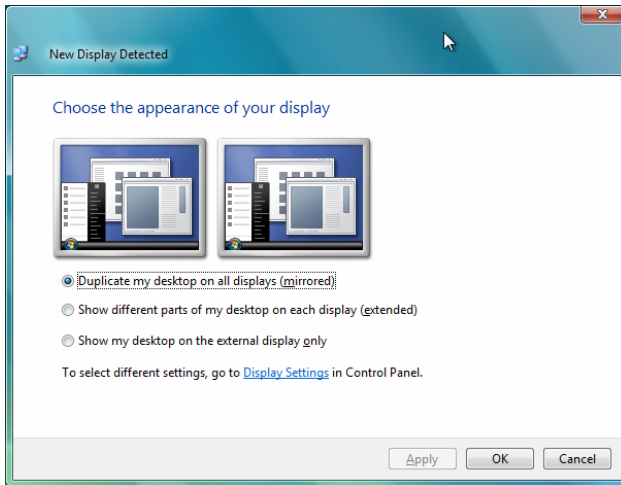 New Display Detected
Choose the appearance of your display
Duplicate my desktop on all displays (mirrored)
Show different parts of my desktop on each display (extended)
Show my desktop on the external display only
To select different settings, go to Display Settings in Control Panel.
Apply OK Cancel